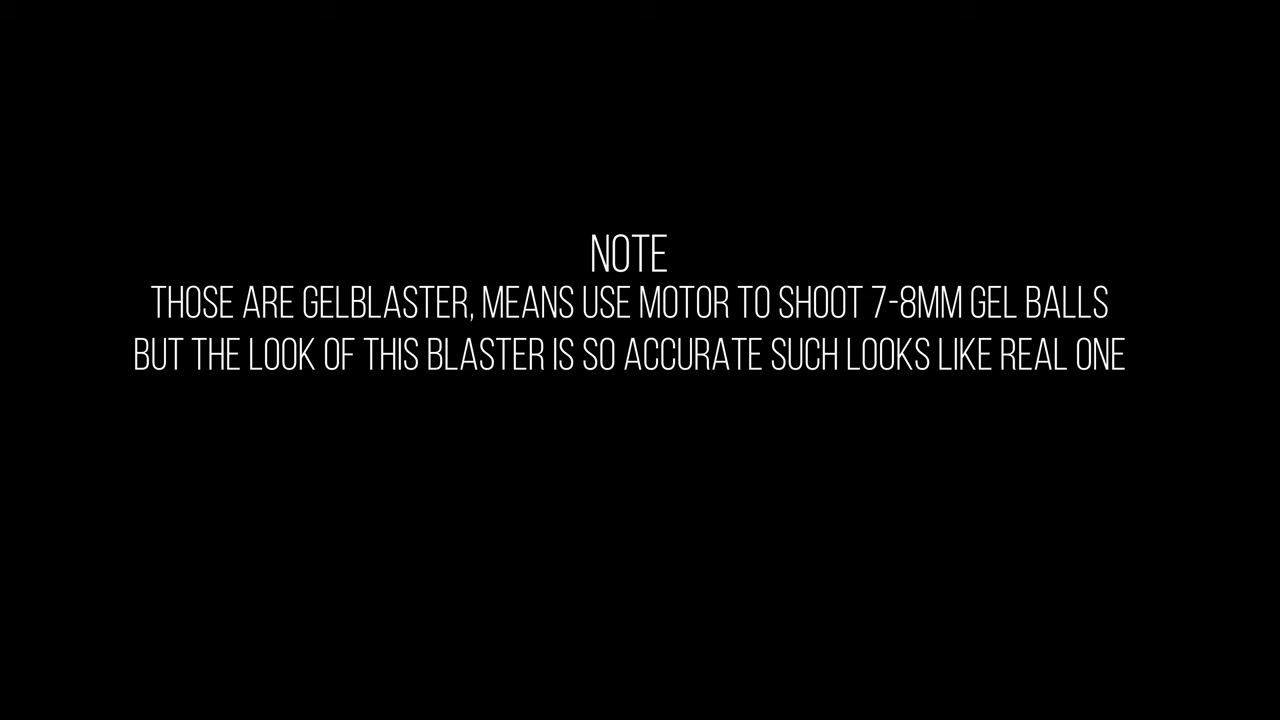 NOTE
THOSE ARE GELBLASTER, MEANS USE MOTOR TO SHOOT 7-8MM GEL BALLS
BUT THE LOOK OF THIS BLASTER IS SO ACCURATE SUCH LOOKS LIKE REAL ONE